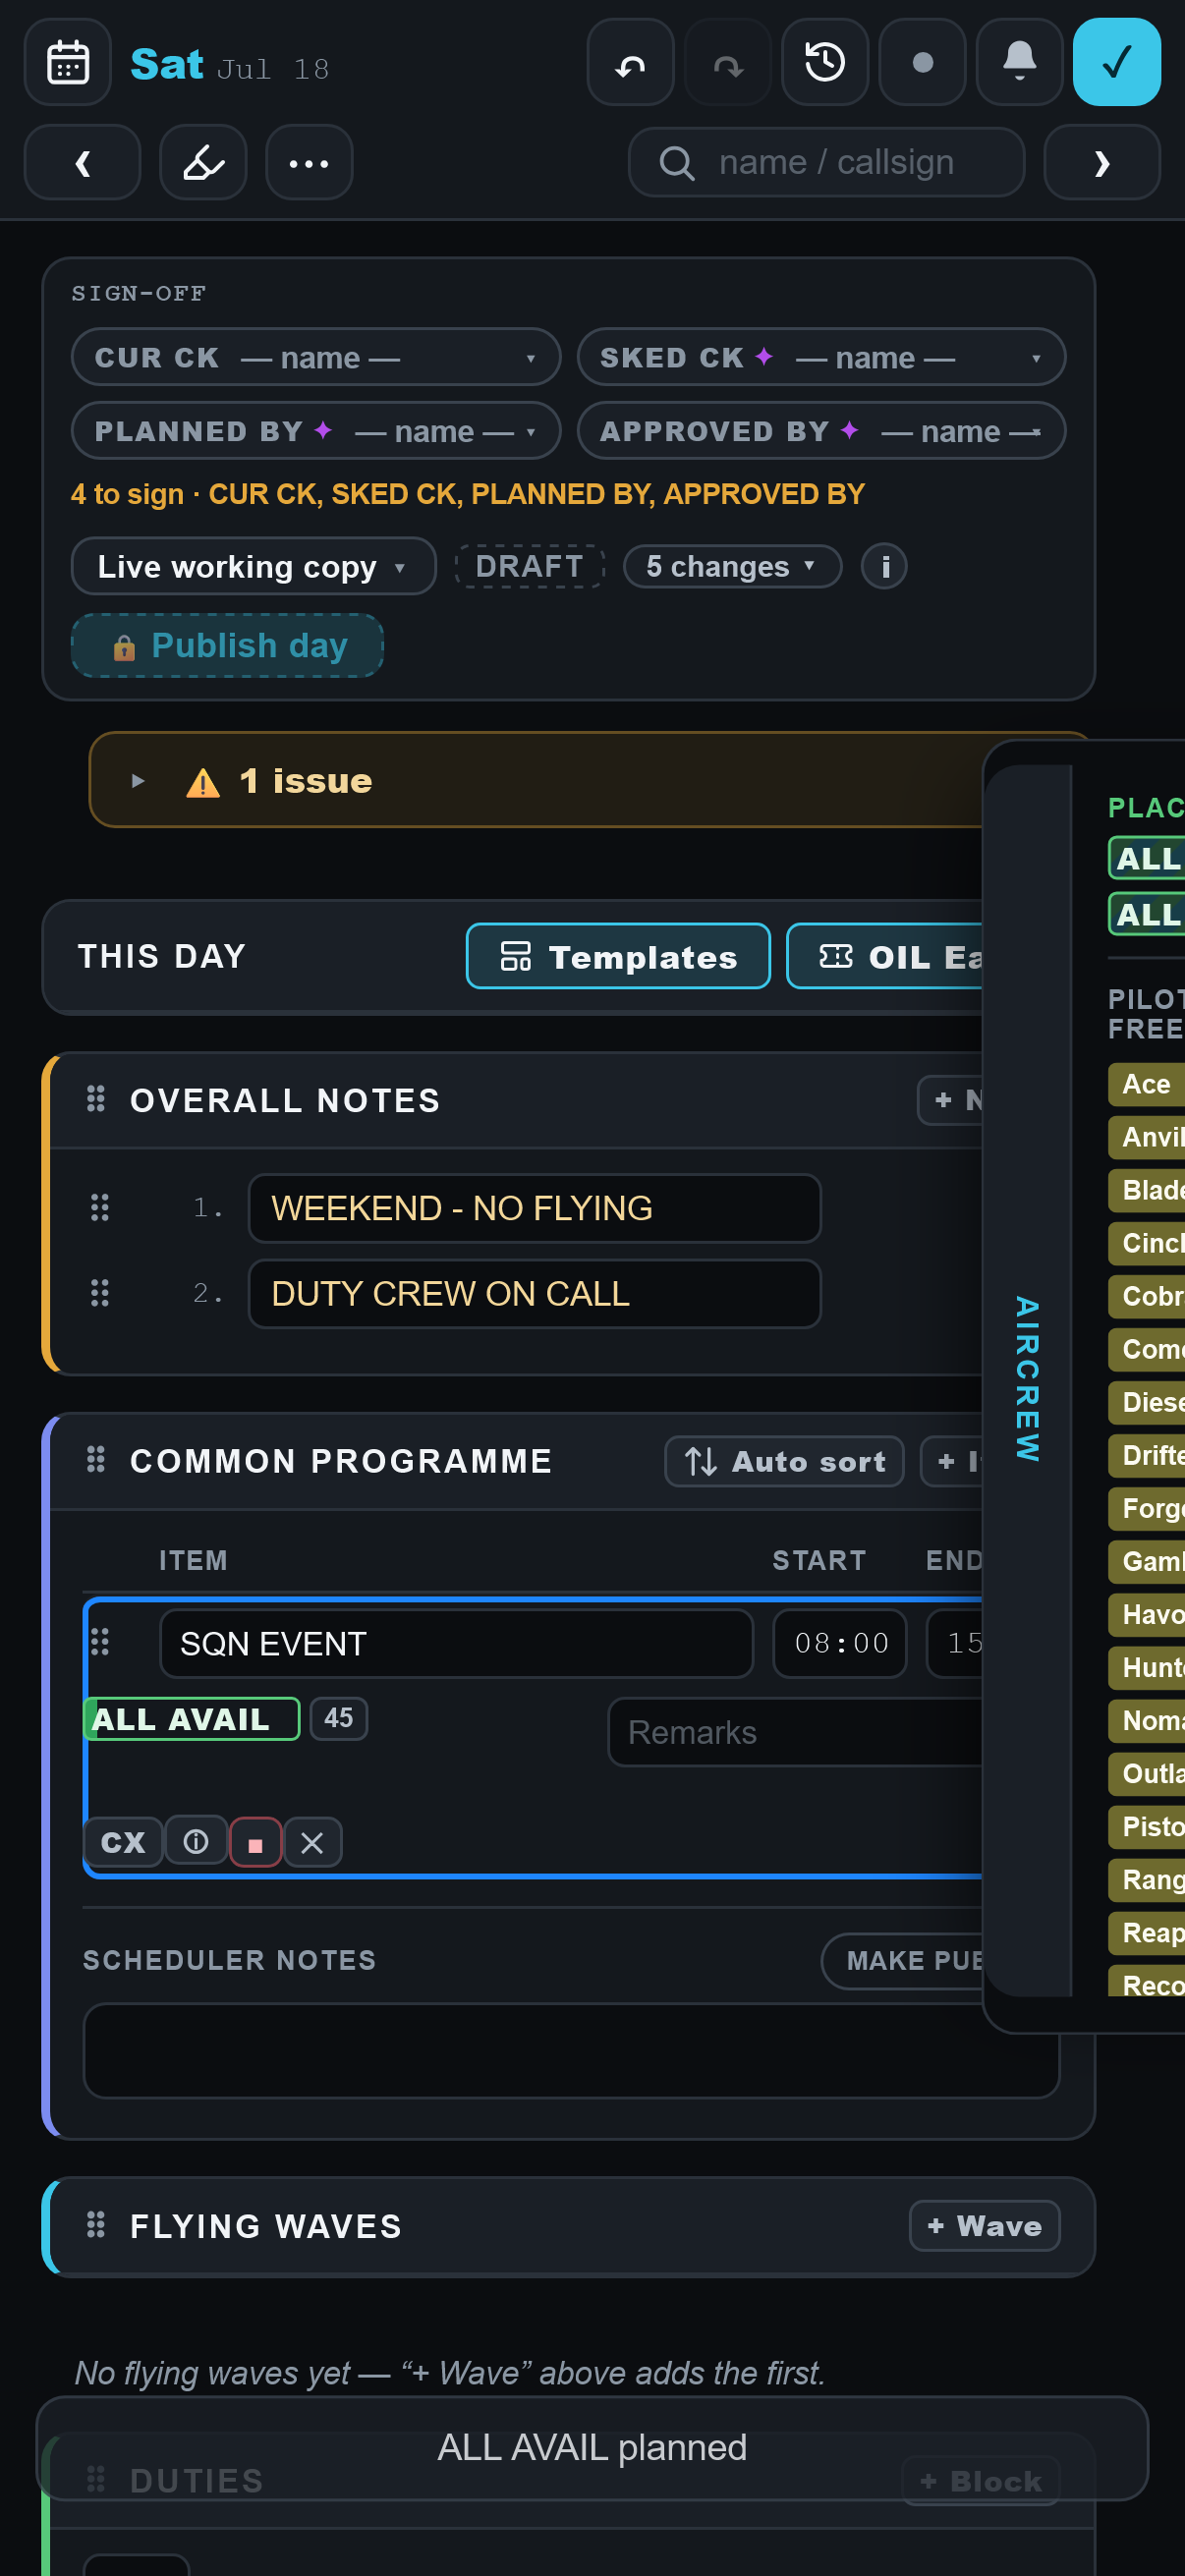 Sat Jul 18
name / callsign
SIGN-OFF
CUR CK — name —
SKED CK — name —
PLANNED BY — name —
APPROVED BY — name —
4 to sign · CUR CK, SKED CK, PLANNED BY, APPROVED BY
Live working copy DRAFT 5 changes i
Publish day
1 issue
THIS DAY Templates OIL Ea
OVERALL NOTES + N
1. WEEKEND - NO FLYING
2. DUTY CREW ON CALL
COMMON PROGRAMME Auto sort + I
ITEM START END
SQN EVENT 08:00 15
ALL AVAIL 45 Remarks
CX
SCHEDULER NOTES MAKE PUB
FLYING WAVES + Wave
No flying waves yet — “+ Wave” above adds the first.
ALL AVAIL planned
DUTIES + Block
AIRCREW
PLAC
ALL
ALL
PILOT
FREE
Ace
Anvil
Blade
Cinch
Cobr
Come
Diese
Drifte
Forge
Gam
Havo
Hunte
Noma
Outla
Pisto
Rang
Reap
Reco